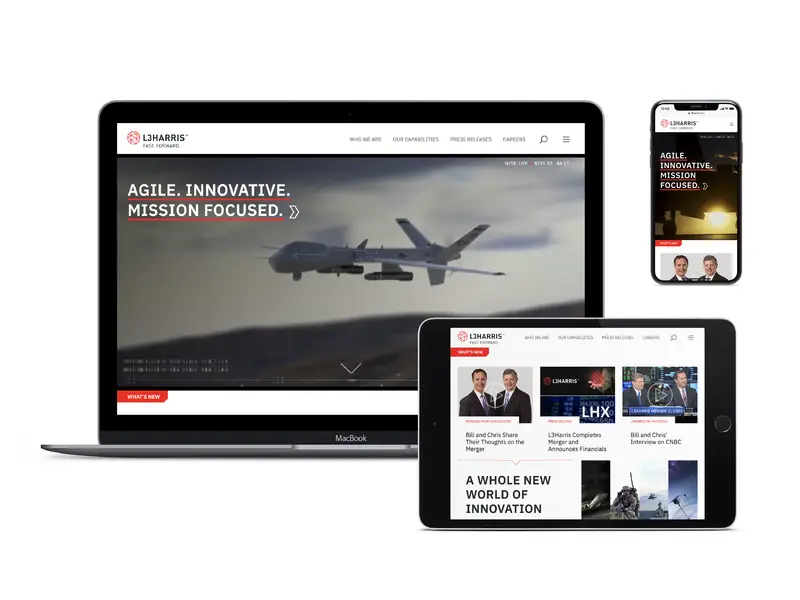 L3HARRIS™
FAST. FORWARD.
WHO WE ARE
OUR CAPABILITIES
PRESS RELEASES
CAREERS
NYSE: LHX
AGILE. INNOVATIVE.
MISSION FOCUSED.
WHAT'S NEW
MacBook
L3HARRIS™
FAST. FORWARD.
AGILE.
INNOVATIVE.
MISSION
FOCUSED.
WHAT'S NEW
L3HARRIS™
FAST. FORWARD.
WHO WE ARE
OUR CAPABILITIES
PRESS RELEASES
CAREERS
WHAT'S NEW
Bill and Chris Share
Their Thoughts on the
Merger
L3HARRIS
LHX
PRESS RELEASE
L3Harris Completes
Merger and
Announces Financials
L3HARRIS MERGER CLOSES
Bill and Chris'
Interview on CNBC
A WHOLE NEW
WORLD OF
INNOVATION